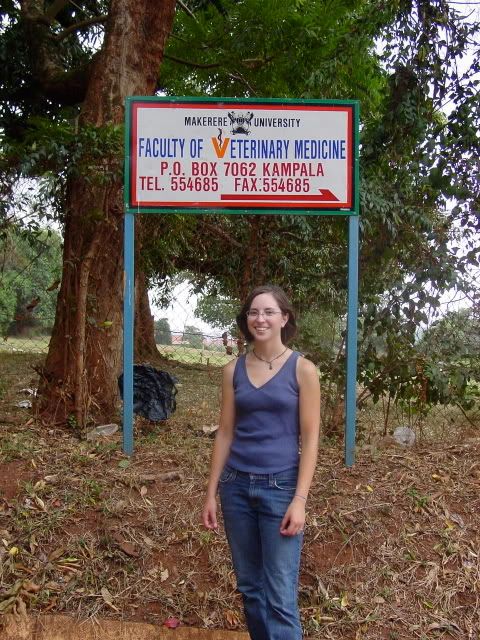 MAKERERE UNIVERSITY
FACULTY OF VETERINARY MEDICINE
P.O. BOX 7062 KAMPALA
TEL. 554685 FAX:554685